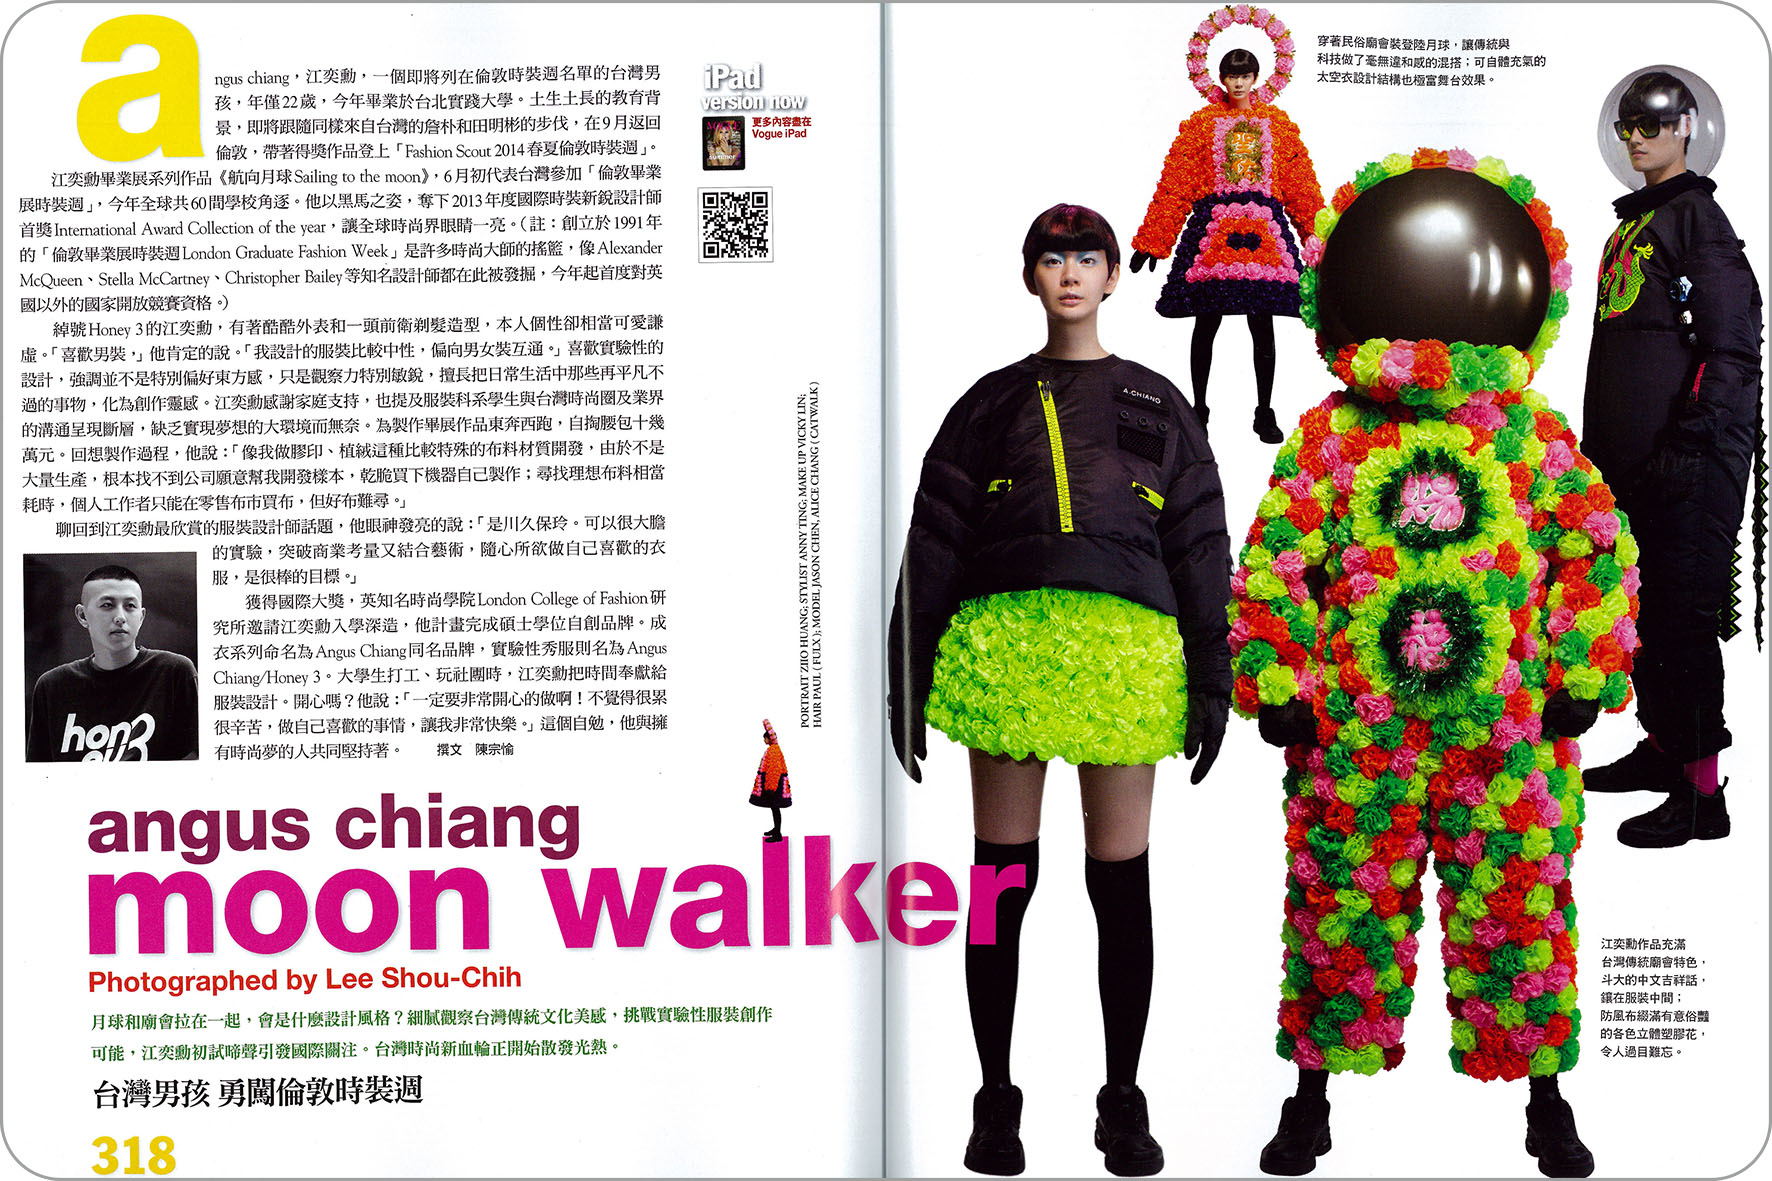 angus chiang，江奕勳，一個即將列在倫敦時裝週名單的台灣男
孩，年僅22歲，今年畢業於台北實踐大學。土生土長的教育背
景，即將跟隨同樣來自台灣的詹朴和田明彬的步伐，在9月返回
倫敦，帶著得獎作品登上「Fashion Scout 2014春夏倫敦時裝週」。
江奕勳畢業展系列作品《航向月球Sailing to the moon》，6月初代表台灣參加「倫敦畢業
展時裝週」，今年全球共60間學校角逐。他以黑馬之姿，奪下2013年度國際時裝新銳設計師
首獎International Award Collection of the year，讓全球時尚界眼睛一亮。（註：創立於1991年
的「倫敦畢業展時裝週London Graduate Fashion Week」是許多時尚大師的搖籃，像Alexander
McQueen、Stella McCartney、Christopher Bailey等知名設計師都在此被發掘，今年起首度對英
國以外的國家開放競賽資格。）
綽號Honey 3的江奕勳，有著酷酷外表和一頭前衛剃髮造型，本人個性卻相當可愛謙
虛。「喜歡男裝，」他肯定的說。「我設計的服裝比較中性，偏向男女裝互通。」喜歡實驗性的
設計，強調並不是特別偏好東方感，只是觀察力特別敏銳，擅長把日常生活中那些再平凡不
過的事物，化為創作靈感。江奕勳感謝家庭支持，也提及服裝科系學生與台灣時尚圈及業界
的溝通呈現斷層，缺乏實現夢想的大環境而無奈。為製作畢展作品東奔西跑，自掏腰包十幾
萬元。回想製作過程，他說：「像我做膠印、植絨這種比較特殊的布料材質開發，由於不是
大量生產，根本找不到公司願意幫我開發樣本，乾脆買下機器自己製作；尋找理想布料相當
耗時，個人工作者只能在零售布市買布，但好布難尋。」
聊回到江奕勳最欣賞的服裝設計師話題，他眼神發亮的說：「是川久保玲。可以很大膽
的實驗，突破商業考量又結合藝術，隨心所欲做自己喜歡的衣
服，是很棒的目標。」
獲得國際大獎，英知名時尚學院London College of Fashion研
究所邀請江奕勳入學深造，他計畫完成碩士學位自創品牌。成
衣系列命名為Angus Chiang同名品牌，實驗性秀服則名為Angus
Chiang/Honey 3。大學生打工、玩社團時，江奕勳把時間奉獻給
服裝設計。開心嗎？他說：「一定要非常開心的做啊！不覺得很累
很辛苦，做自己喜歡的事情，讓我非常快樂。」這個自勉，他與擁
有時尚夢的人共同堅持著。 撰文 陳宗愉
hon
3
iPad
version now
更多內容盡在
Vogue iPad
summer
PORTRAIT ZIIO HUANG; STYLIST ANNY TING; MAKE UP VICKY LIN;
HAIR PAUL ( FULX ); MODEL JASON CHEN, ALICE CHANG ( CATWALK )
angus chiang
moon walker
Photographed by Lee Shou-Chih
月球和廟會拉在一起，會是什麼設計風格？細膩觀察台灣傳統文化美感，挑戰實驗性服裝創作
可能，江奕勳初試啼聲引發國際關注。台灣時尚新血輪正開始散發光熱。
台灣男孩 勇闖倫敦時裝週
318
穿著民俗廟會裝登陸月球，讓傳統與
科技做了毫無違和感的混搭；可自體充氣的
太空衣設計結構也極富舞台效果。
A.CHIANG
江奕勳作品充滿
台灣傳統廟會特色，
斗大的中文吉祥話，
鑲在服裝中間；
防風布綴滿有意俗豔
的各色立體塑膠花，
令人過目難忘。